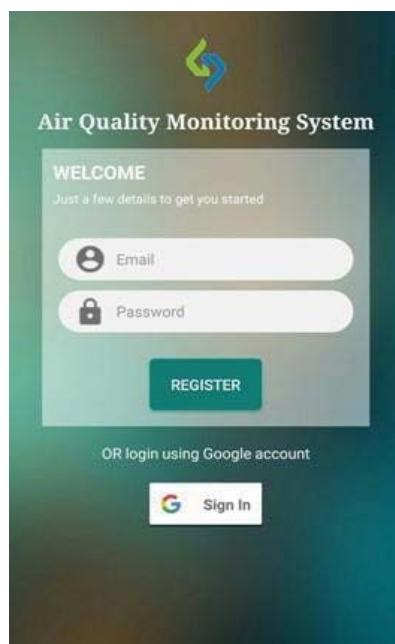 Air Quality Monitoring System
WELCOME
Just a few details to get you started
Email
Password
REGISTER
OR login using Google account
G Sign In